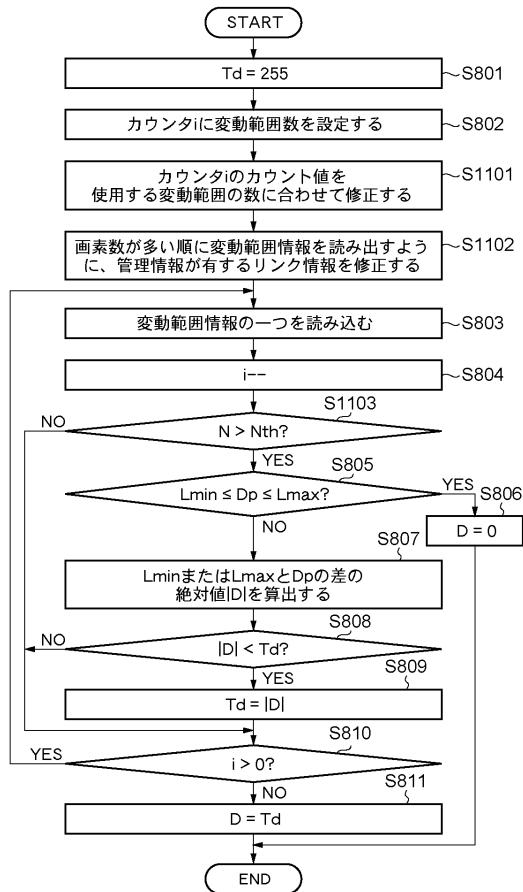 START
Td = 255
S801
カウンタiに変動範囲数を設定する
S802
カウンタiのカウント値を
使用する変動範囲の数に合わせて修正する
S1101
画素数が多い順に変動範囲情報を読み出すよう
に、管理情報が有するリンク情報を修正する
S1102
変動範囲情報の一つを読み込む
S803
i--
S804
S1103
NO
N > Nth?
YES
S805
Lmin ≤ Dp ≤ Lmax?
YES
S806
D = 0
NO
S807
LminまたはLmaxとDpの差の
絶対値|D|を算出する
S808
NO
|D| < Td?
YES
S809
Td = |D|
S810
YES
i > 0?
NO
S811
D = Td
END